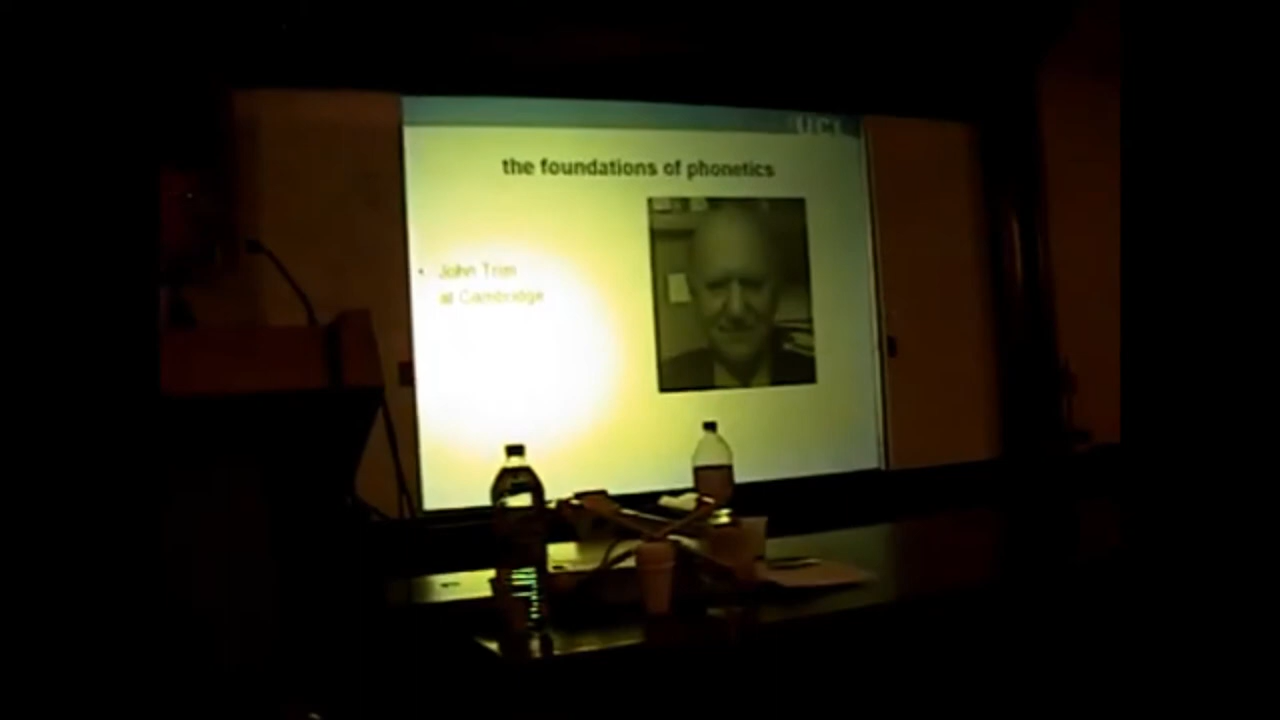 UCL
the foundations of phonetics
• John Trim
at Cambridge